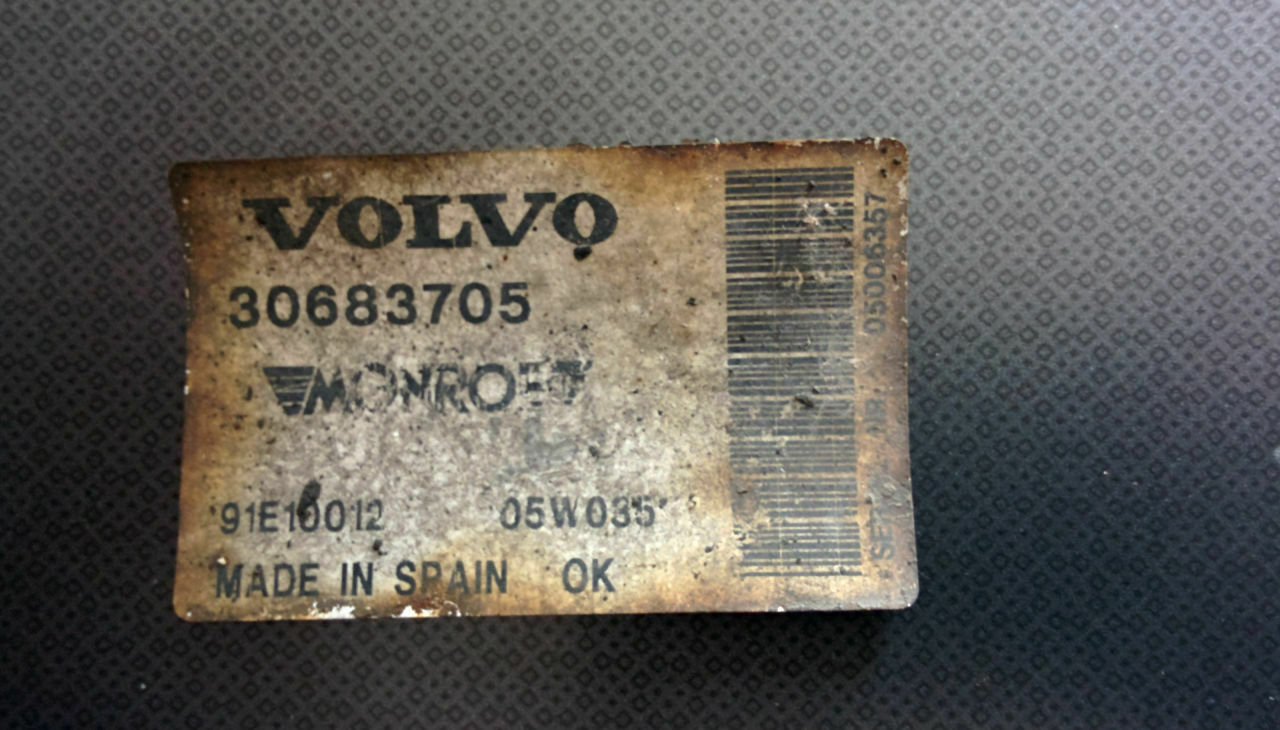 VOLVO
30683705
MONROE
91E10012 05W035
MADE IN SPAIN OK
05006357